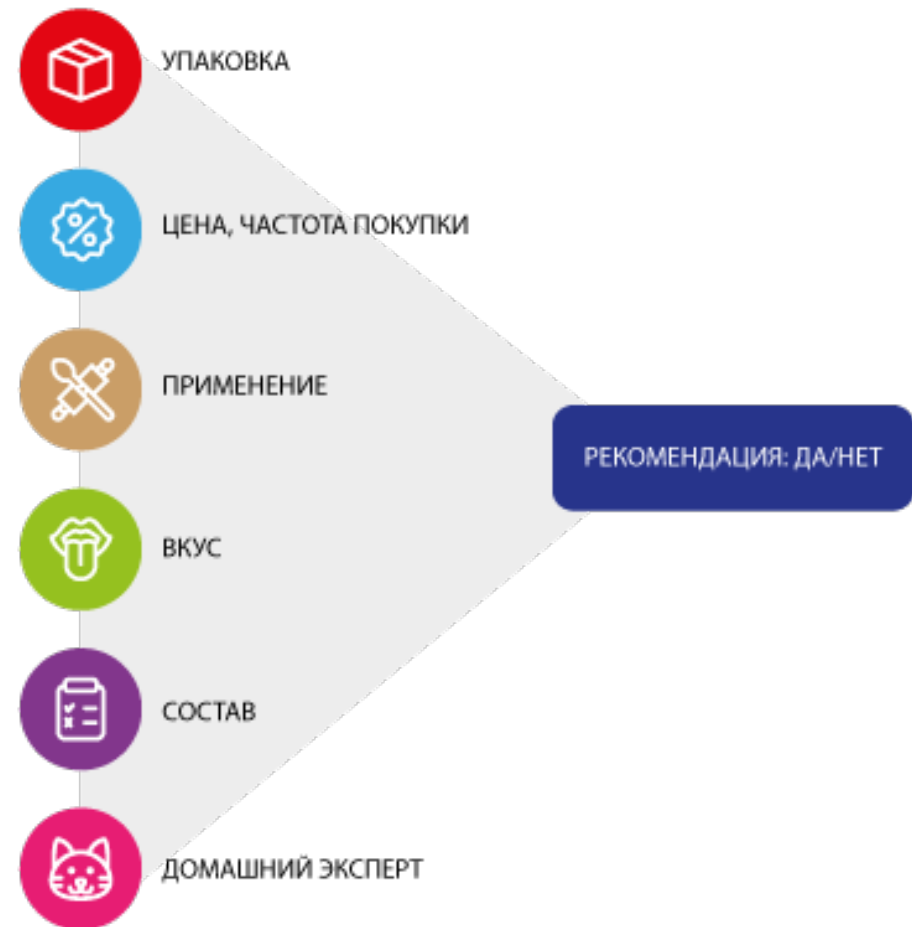 УПАКОВКА
ЦЕНА, ЧАСТОТА ПОКУПКИ
ПРИМЕНЕНИЕ
РЕКОМЕНДАЦИЯ: ДА/НЕТ
ВКУС
СОСТАВ
ДОМАШНИЙ ЭКСПЕРТ